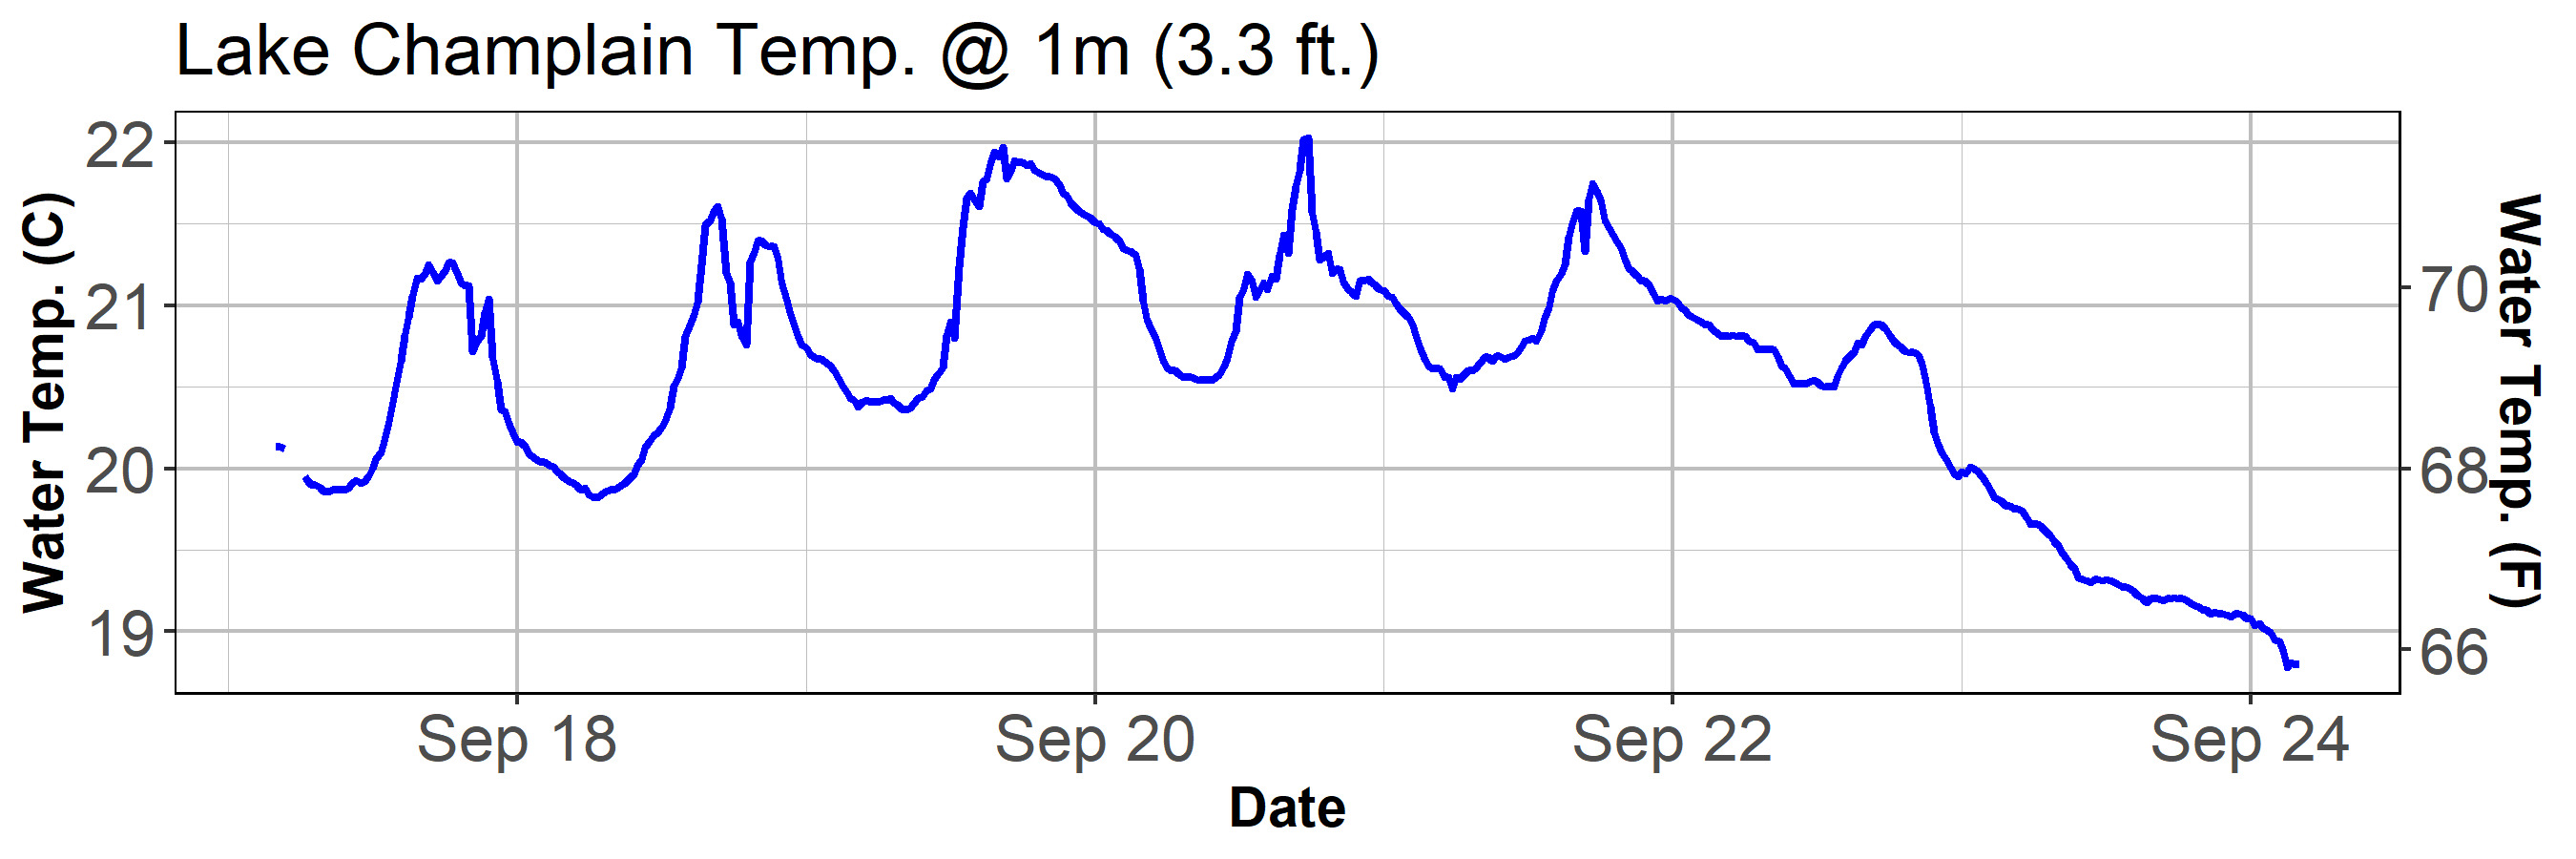 Lake Champlain Temp. @ 1m (3.3 ft.)
Water Temp. (C)
22
21
20
19
70
68
66
Water Temp. (F)
Sep 18 Sep 20 Sep 22 Sep 24
Date